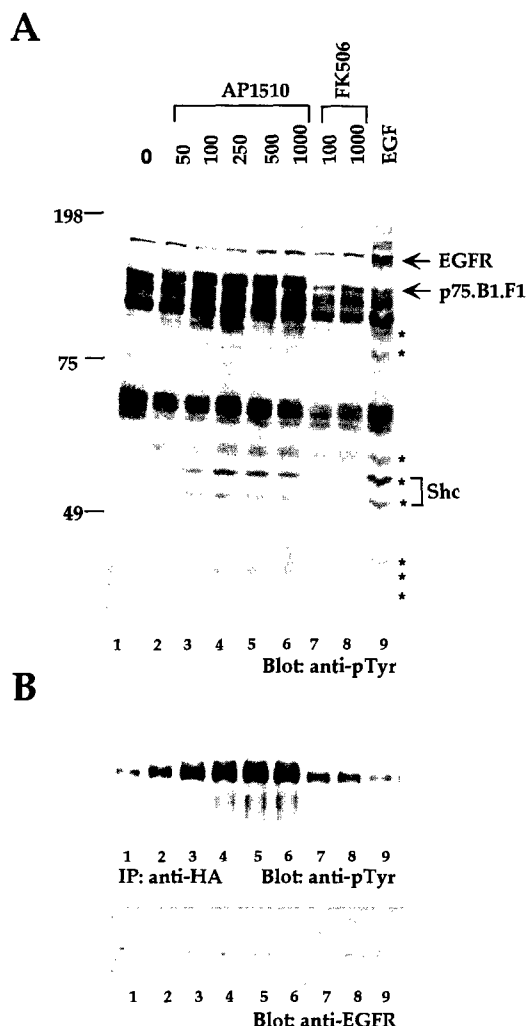 A
AP1510
FK506
0
50
100
250
500
1000
100
1000
EGF
198
EGFR
p75.B1.F1
*
75
*
*
*
Shc
*
49
*
*
*
1 2 3 4 5 6 7 8 9
Blot: anti-pTyr
B
1 2 3 4 5 6 7 8 9
IP: anti-HA Blot: anti-pTyr
1 2 3 4 5 6 7 8 9
Blot: anti-EGFR